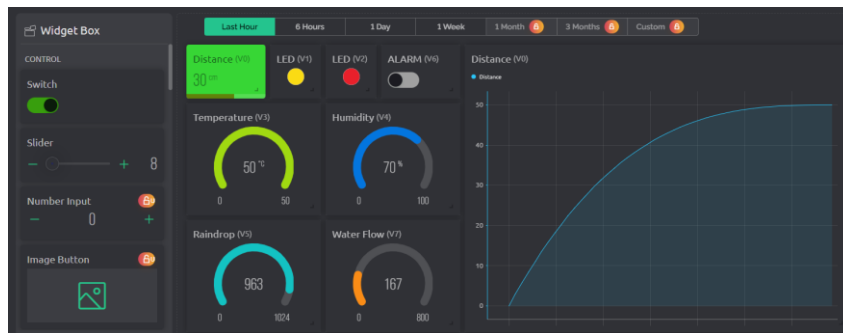 Widget Box
CONTROL
Switch
Slider
8
Number Input
0
Image Button
Last Hour 6 Hours 1 Day 1 Week 1 Month 3 Months Custom
Distance (V0)
30 cm
LED (V1)
LED (V2)
ALARM (V6)
Temperature (V3)
50 °C
0 50
Humidity (V4)
70 %
0 100
Raindrop (V5)
963
0 1024
Water Flow (V7)
167
0 800
Distance (V0)
Distance
50
40
30
20
10
0